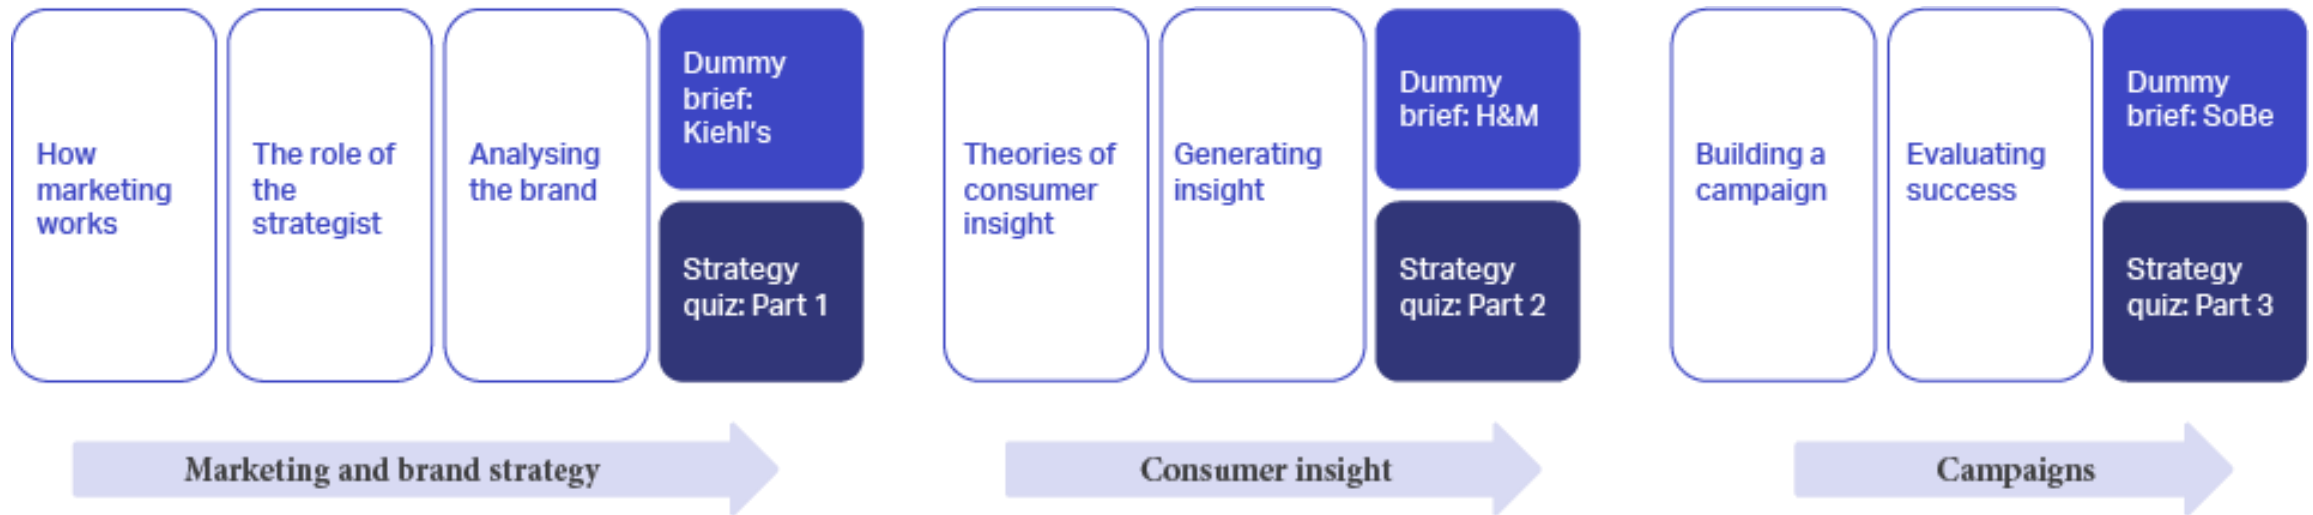 How
marketing
works
The role of
the
strategist
Analysing
the brand
Dummy
brief:
Kiehl's
Strategy
quiz: Part 1
Marketing and brand strategy
Theories of
consumer
insight
Generating
insight
Dummy
brief: H&M
Strategy
quiz: Part 2
Consumer insight
Building a
campaign
Evaluating
success
Dummy
brief: SoBe
Strategy
quiz: Part 3
Campaigns